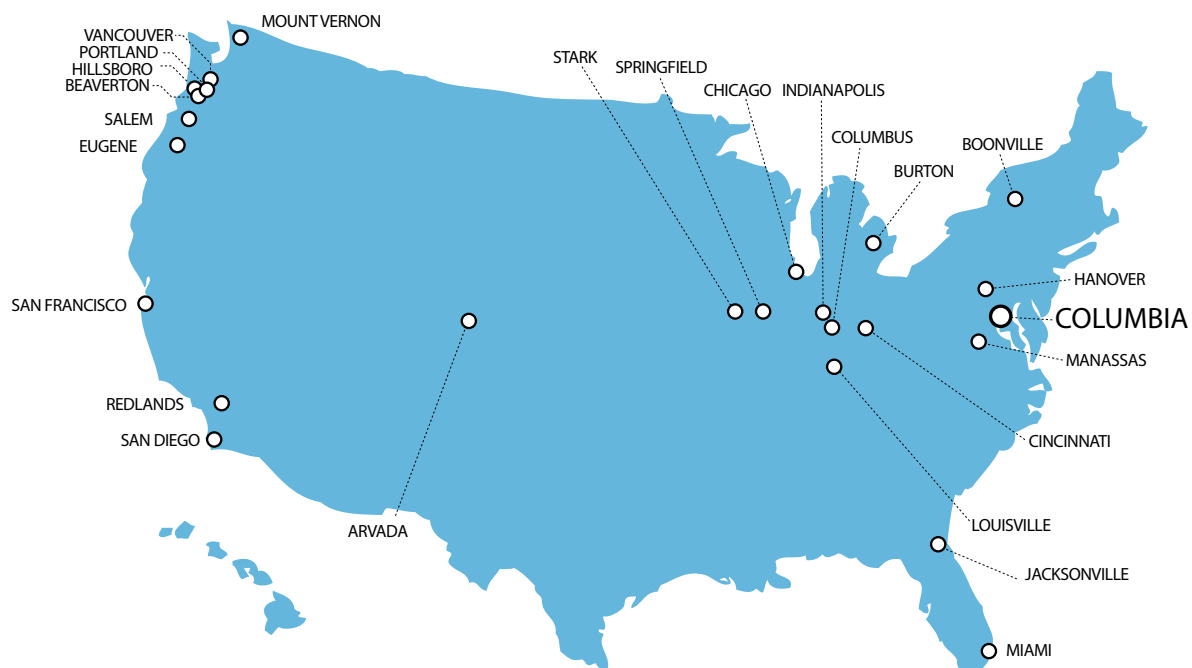 MOUNT VERNON
VANCOUVER
PORTLAND
HILLSBORO
BEAVERTON
SALEM
EUGENE
STARK
SPRINGFIELD
CHICAGO
INDIANAPOLIS
COLUMBUS
BURTON
BOONVILLE
HANOVER
SAN FRANCISCO
COLUMBIA
MANASSAS
REDLANDS
SAN DIEGO
CINCINNATI
ARVADA
LOUISVILLE
JACKSONVILLE
MIAMI